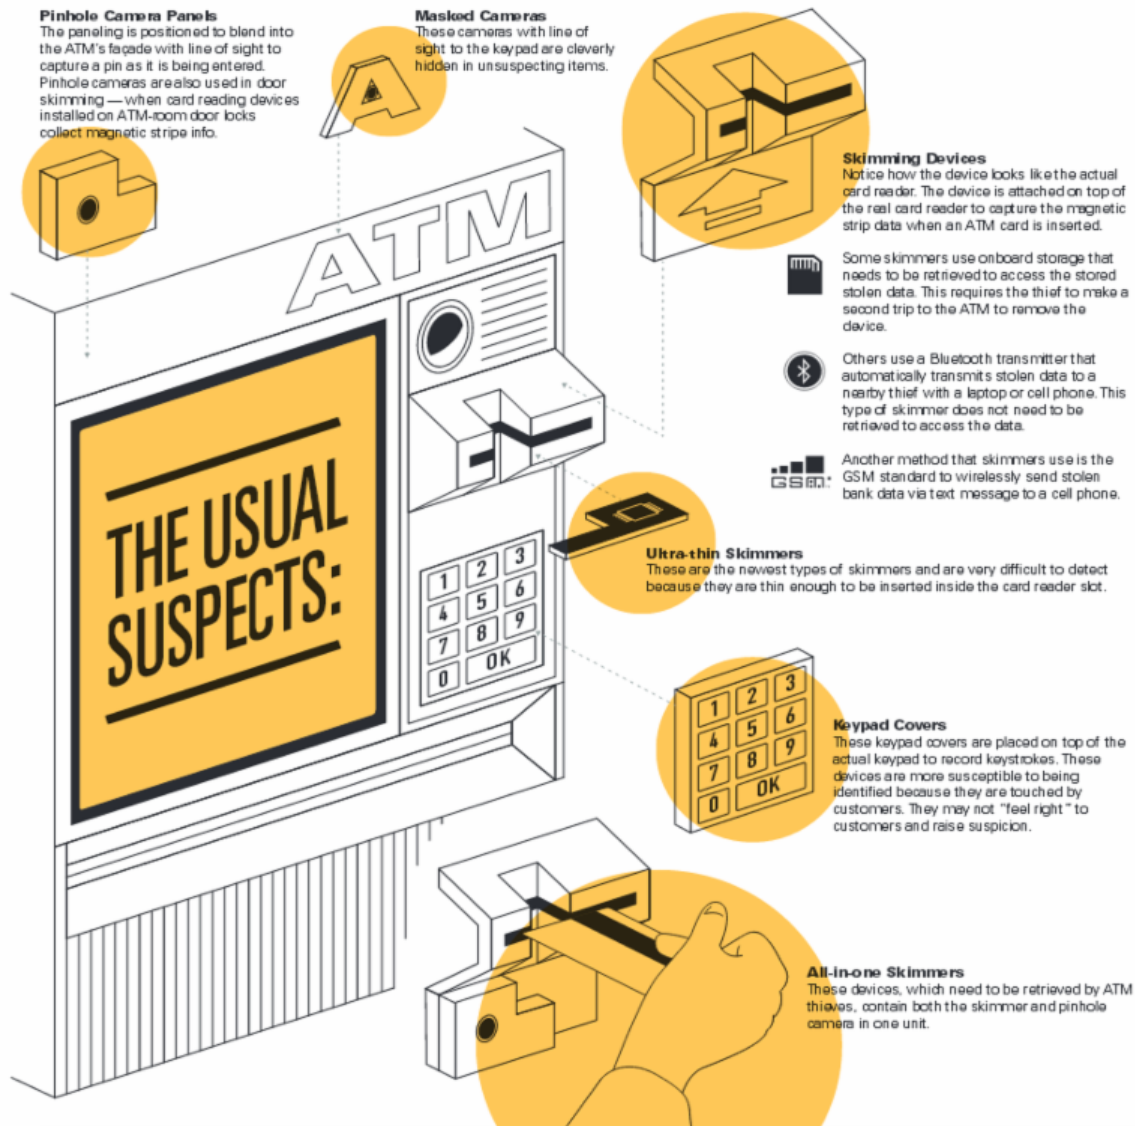 Pinhole Camera Panels
The paneling is positioned to blend into
the ATM's façade with line of sight to
capture a pin as it is being entered.
Pinhole cameras are also used in door
skimming — when card reading devices
installed on ATM-room door locks
collect magnetic stripe info.
Masked Cameras
These cameras with line of
sight to the keypad are cleverly
hidden in unsuspecting items.
A
ATM
Skimming Devices
Notice how the device looks like the actual
card reader. The device is attached on top of
the real card reader to capture the magnetic
strip data when an ATM card is inserted.
Some skimmers use onboard storage that
needs to be retrieved to access the stored
stolen data. This requires the thief to make a
second trip to the ATM to remove the
device.
Others use a Bluetooth transmitter that
automatically transmits stolen data to a
nearby thief with a laptop or cell phone. This
type of skimmer does not need to be
retrieved to access the data.
GSM
Another method that skimmers use is the
GSM standard to wirelessly send stolen
bank data via text message to a cell phone.
THE USUAL
SUSPECTS:
1 2 3
4 5 6
7 8 9
0 OK
Ultra-thin Skimmers
These are the newest types of skimmers and are very difficult to detect
because they are thin enough to be inserted inside the card reader slot.
1 2 3
4 5 6
7 8 9
0 OK
Keypad Covers
These keypad covers are placed on top of the
actual keypad to record keystrokes. These
devices are more susceptible to being
identified because they are touched by
customers. They may not "feel right" to
customers and raise suspicion.
All-in-one Skimmers
These devices, which need to be retrieved by ATM
thieves, contain both the skimmer and pinhole
camera in one unit.